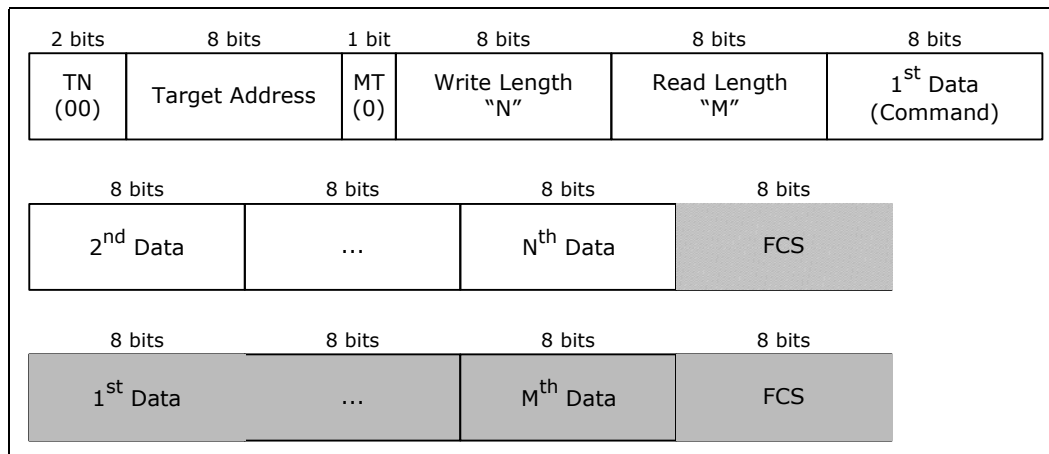 2 bits 8 bits 1 bit 8 bits 8 bits 8 bits
TN Target Address MT Write Length Read Length 1st Data
(00) (0) “N” “M” (Command)
8 bits 8 bits 8 bits 8 bits
2nd Data ... Nth Data FCS
8 bits 8 bits 8 bits 8 bits
1st Data ... Mth Data FCS